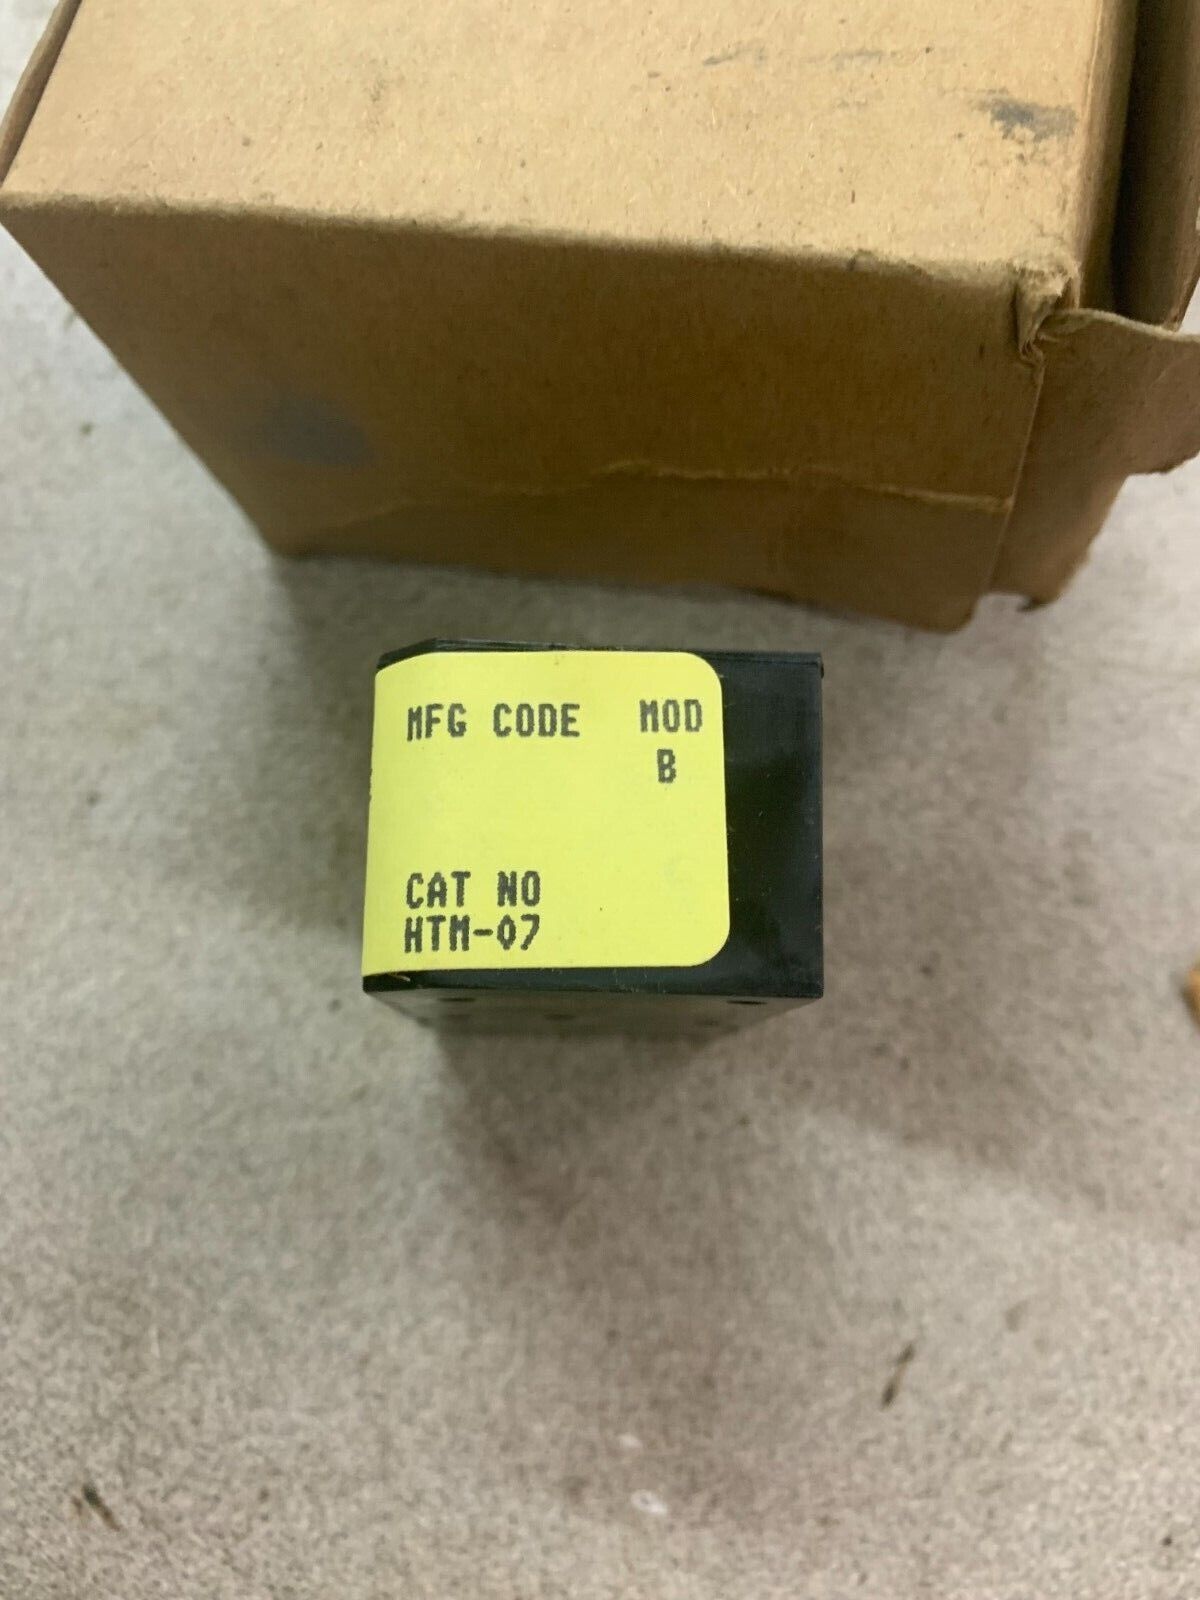 MFG CODE MOD
B
CAT NO
HTM-07